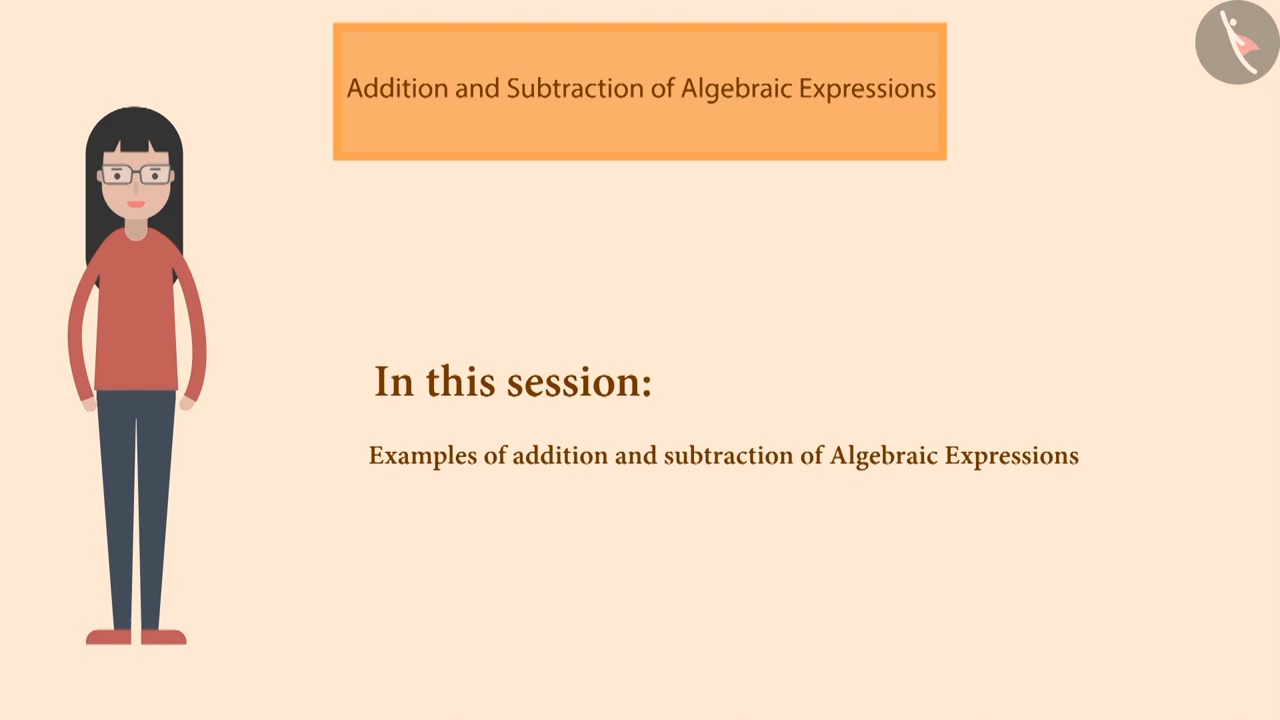 Addition and Subtraction of Algebraic Expressions
In this session:
Examples of addition and subtraction of Algebraic Expressions